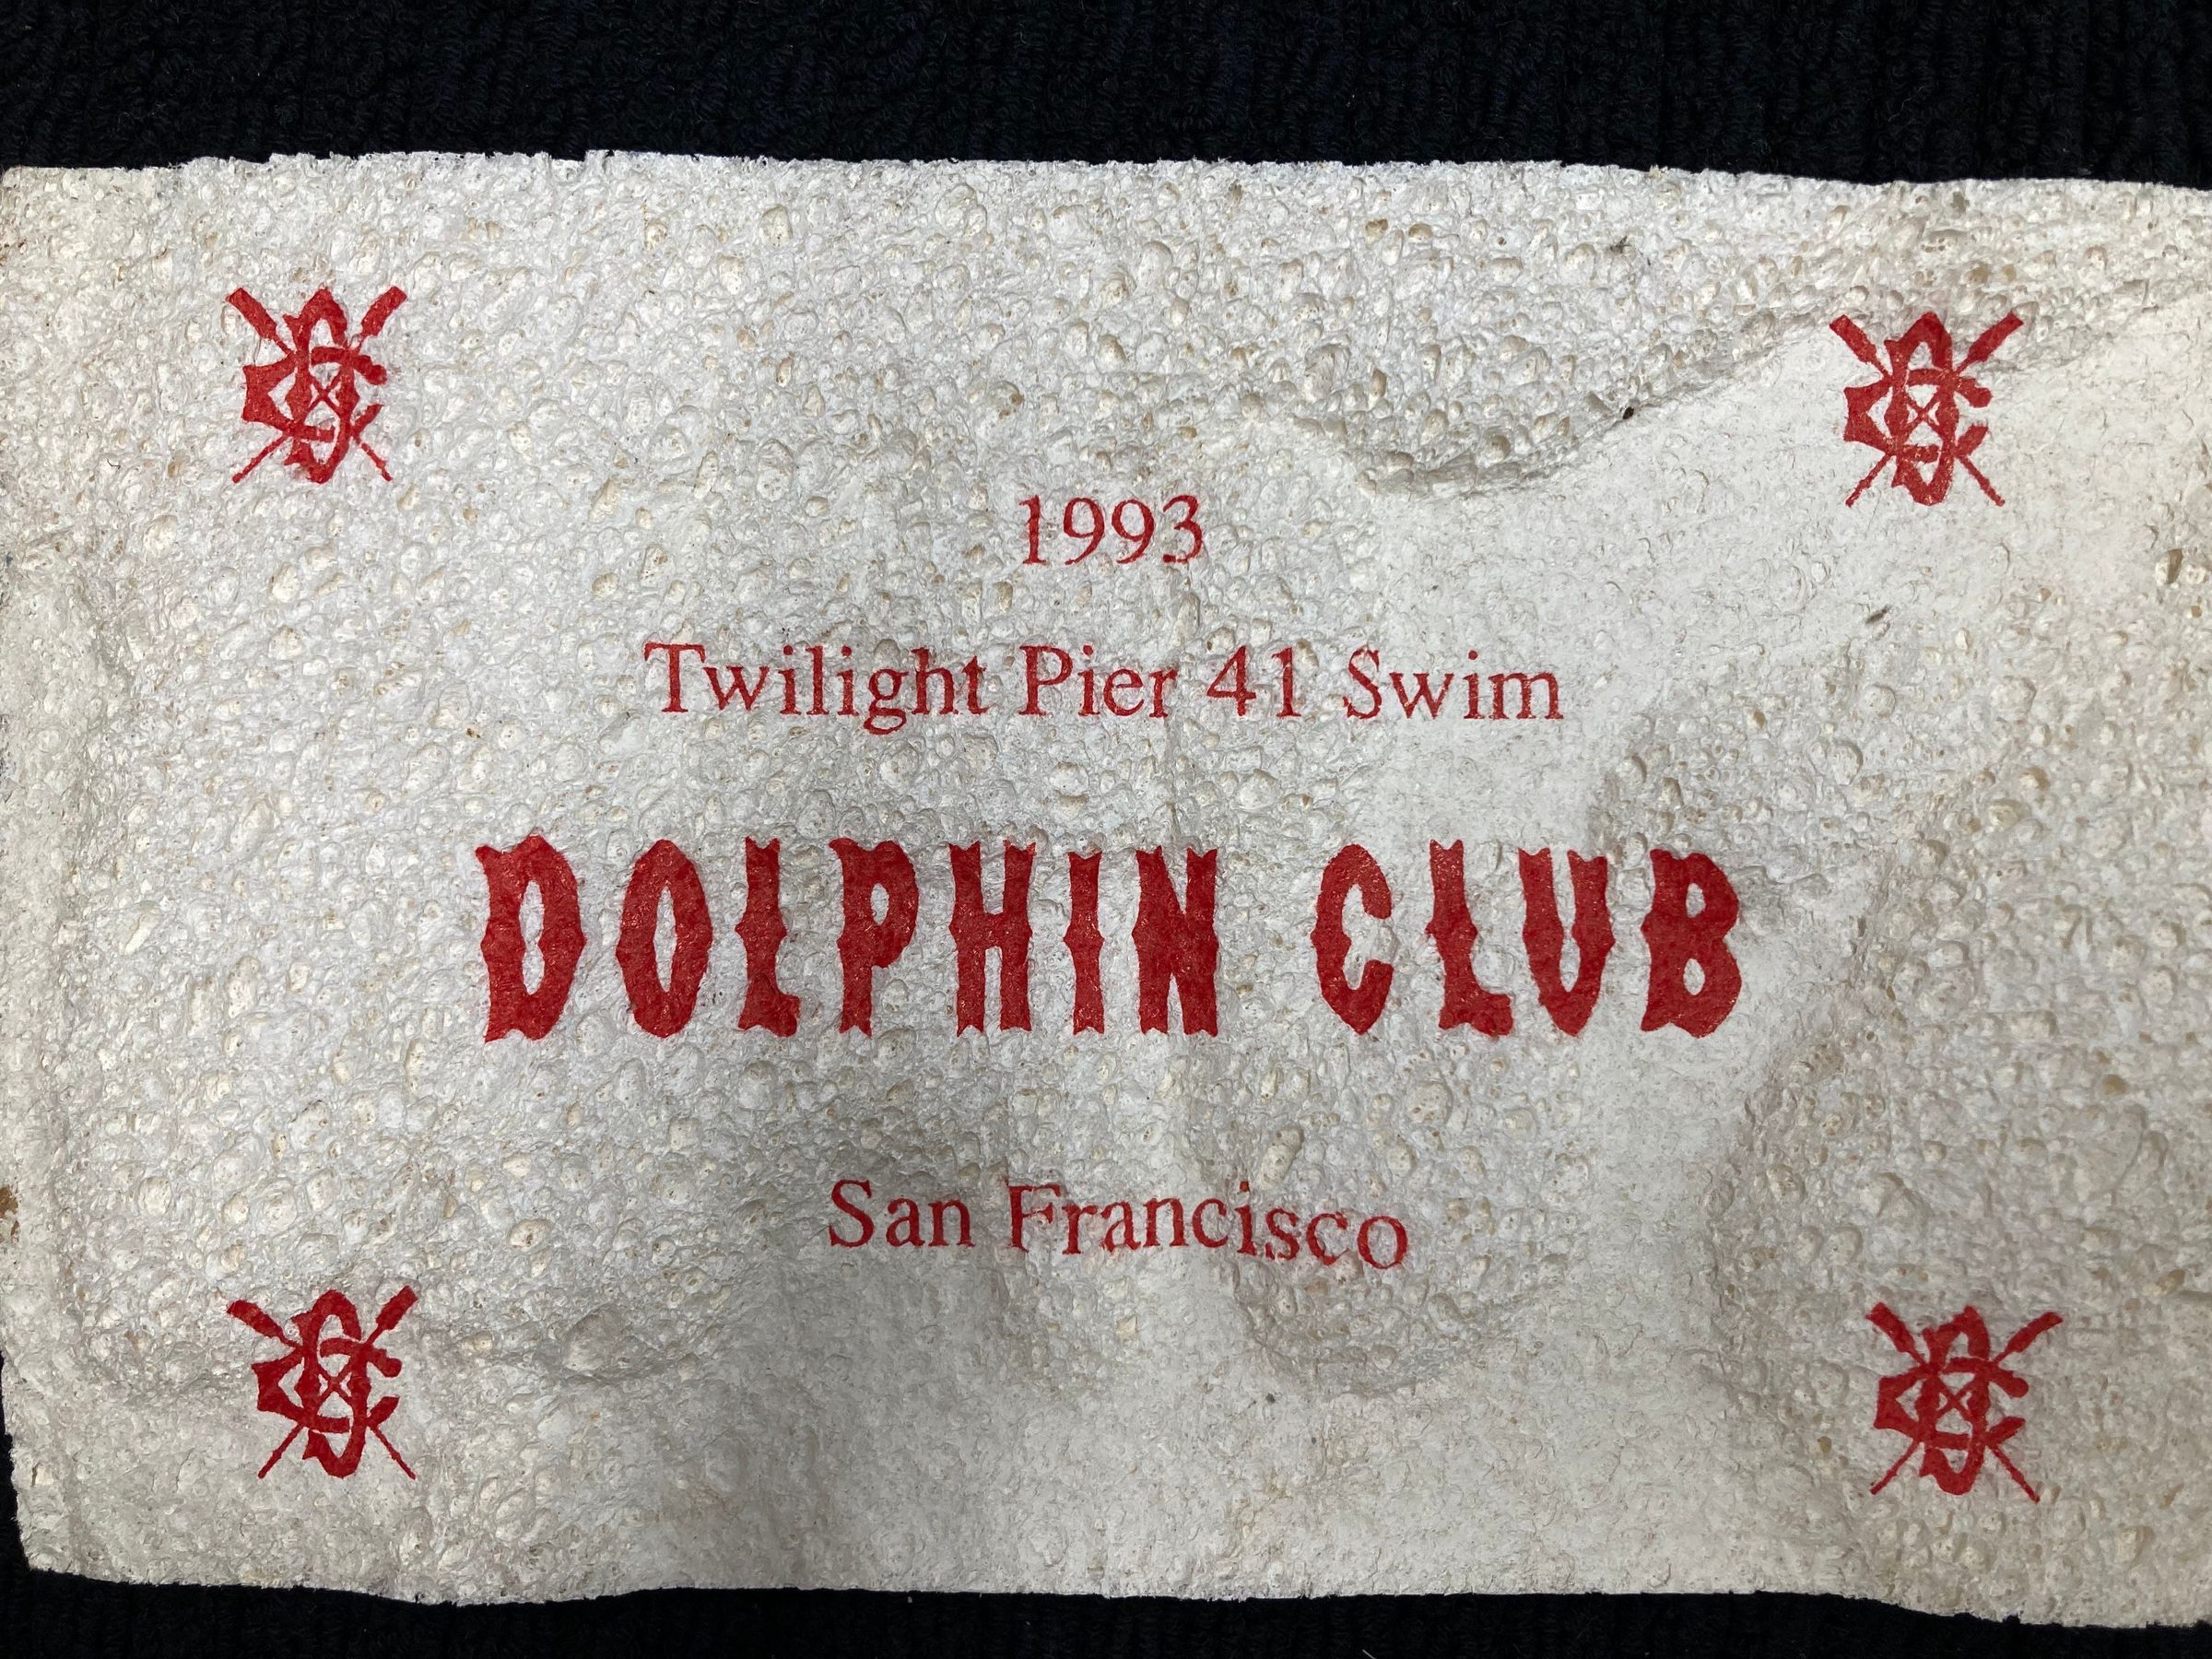 1993
Twilight Pier 41 Swim
DOLPHIN CLUB
San Francisco